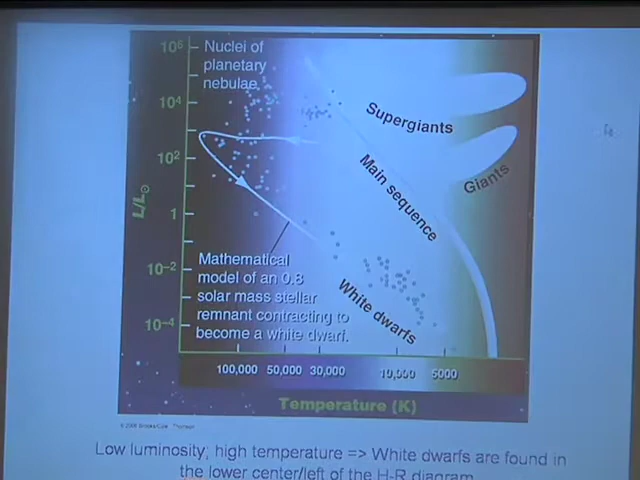 10⁶
Nuclei of
planetary
nebulae
10⁴
Supergiants
10²
Giants
Main sequence
L/L☉
1
Mathematical
model of an 0.8
solar mass stellar
remnant contracting to
become a white dwarf.
10⁻²
White dwarfs
10⁻⁴
100,000 50,000 30,000 10,000 5000
Temperature (K)
Low luminosity; high temperature => White dwarfs are found in
the lower center/left of the H-R diagram